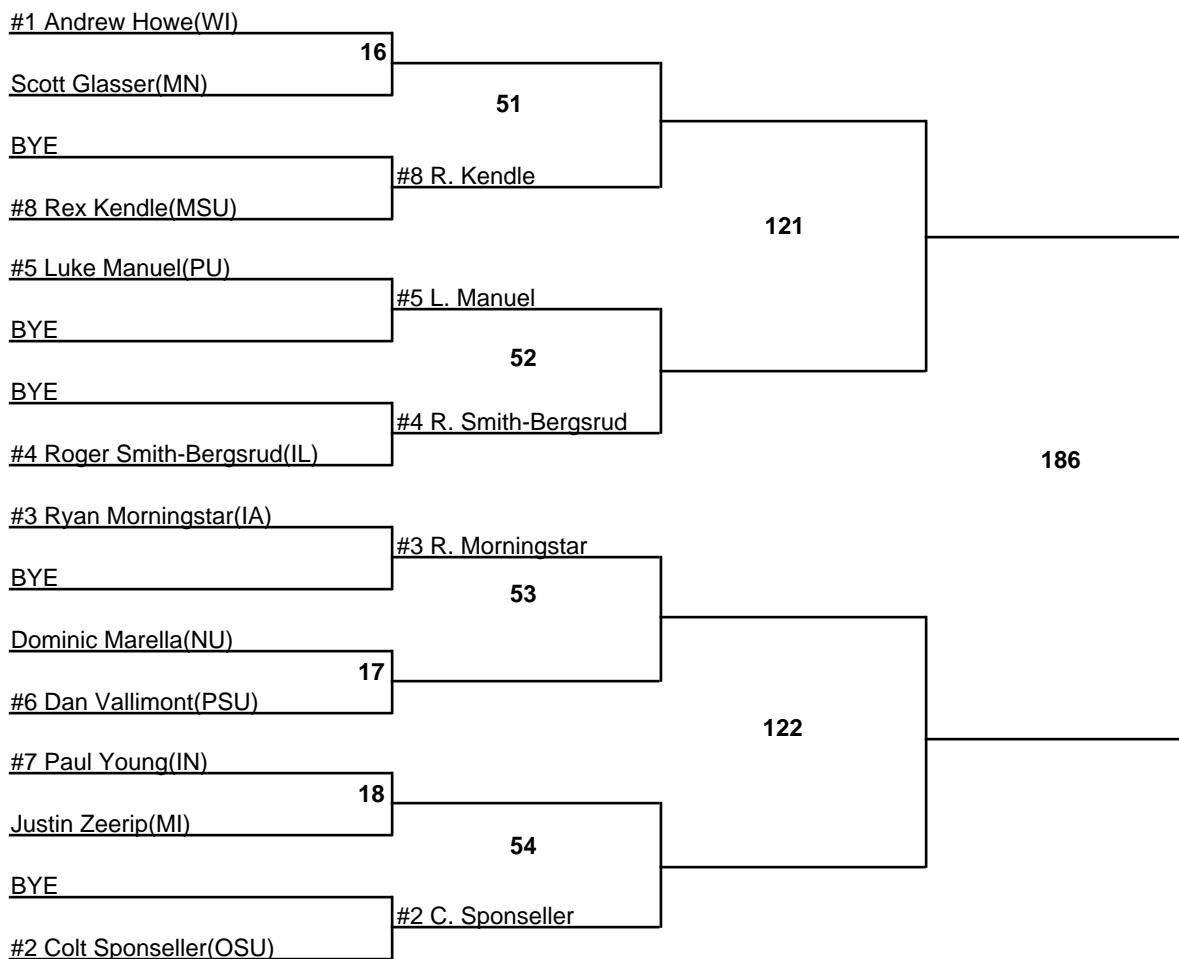 #1 Andrew Howe(WI)
16
Scott Glasser(MN)
51
BYE
#8 R. Kendle
#8 Rex Kendle(MSU)
121
#5 Luke Manuel(PU)
#5 L. Manuel
BYE
52
BYE
#4 R. Smith-Bergsrud
#4 Roger Smith-Bergsrud(IL)
186
#3 Ryan Morningstar(IA)
#3 R. Morningstar
BYE
53
Dominic Marella(NU)
17
#6 Dan Vallimont(PSU)
122
#7 Paul Young(IN)
18
Justin Zeerip(MI)
54
BYE
#2 C. Sponseller
#2 Colt Sponseller(OSU)